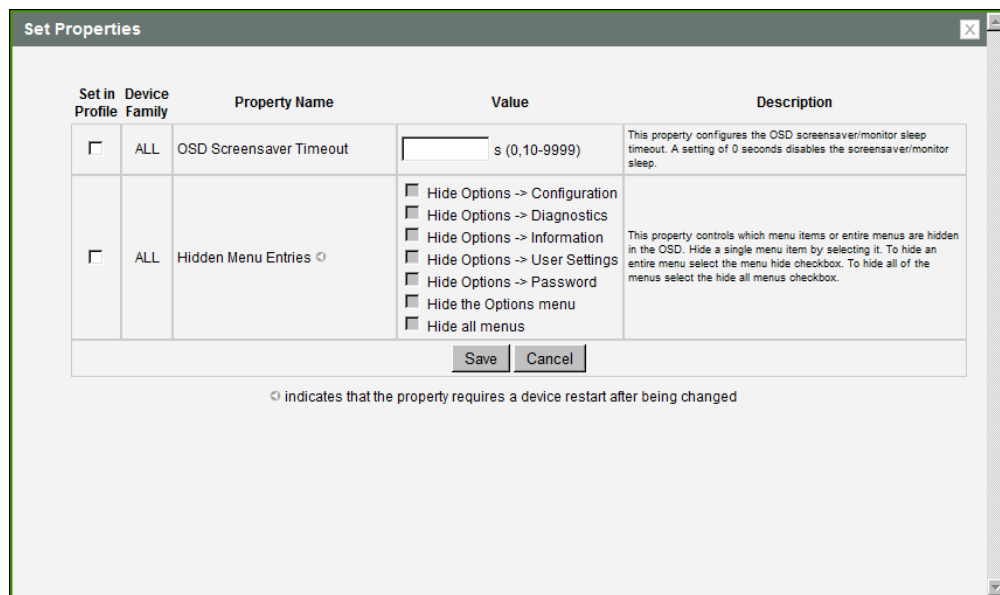 Set Properties
X
Set in Profile
Device Family
Property Name
Value
Description
ALL
OSD Screensaver Timeout
s (0,10-9999)
This property configures the OSD screensaver/monitor sleep
timeout. A setting of 0 seconds disables the screensaver/monitor
sleep.
ALL
Hidden Menu Entries
Hide Options -> Configuration
Hide Options -> Diagnostics
Hide Options -> Information
Hide Options -> User Settings
Hide Options -> Password
Hide the Options menu
Hide all menus
This property controls which menu items or entire menus are hidden
in the OSD. Hide a single menu item by selecting it. To hide an
entire menu select the menu hide checkbox. To hide all of the
menus select the hide all menus checkbox.
Save
Cancel
indicates that the property requires a device restart after being changed